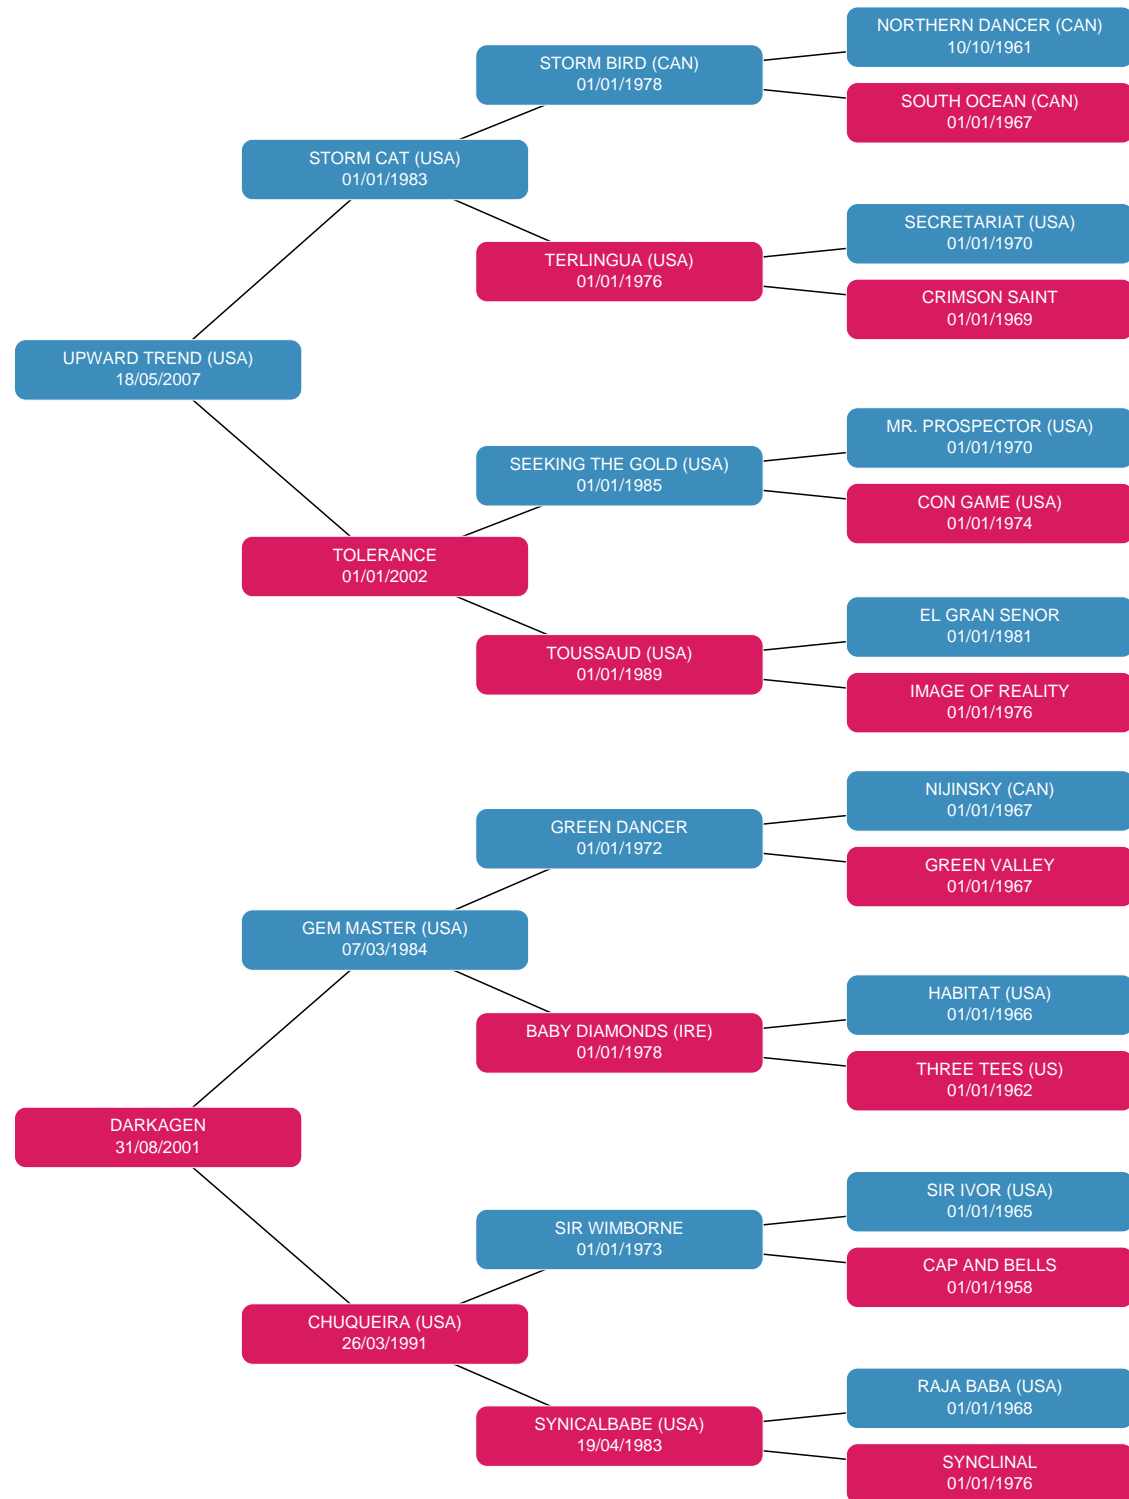 NORTHERN DANCER (CAN)
10/10/1961
STORM BIRD (CAN)
01/01/1978
SOUTH OCEAN (CAN)
01/01/1967
STORM CAT (USA)
01/01/1983
SECRETARIAT (USA)
01/01/1970
TERLINGUA (USA)
01/01/1976
CRIMSON SAINT
01/01/1969
UPWARD TREND (USA)
18/05/2007
MR. PROSPECTOR (USA)
01/01/1970
SEEKING THE GOLD (USA)
01/01/1985
CON GAME (USA)
01/01/1974
TOLERANCE
01/01/2002
EL GRAN SENOR
01/01/1981
TOUSSAUD (USA)
01/01/1989
IMAGE OF REALITY
01/01/1976
NIJINSKY (CAN)
01/01/1967
GREEN DANCER
01/01/1972
GREEN VALLEY
01/01/1967
GEM MASTER (USA)
07/03/1984
HABITAT (USA)
01/01/1966
BABY DIAMONDS (IRE)
01/01/1978
THREE TEES (US)
01/01/1962
DARKAGEN
31/08/2001
SIR IVOR (USA)
01/01/1965
SIR WIMBORNE
01/01/1973
CAP AND BELLS
01/01/1958
CHUQUEIRA (USA)
26/03/1991
RAJA BABA (USA)
01/01/1968
SYNICALBABE (USA)
19/04/1983
SYNCLINAL
01/01/1976